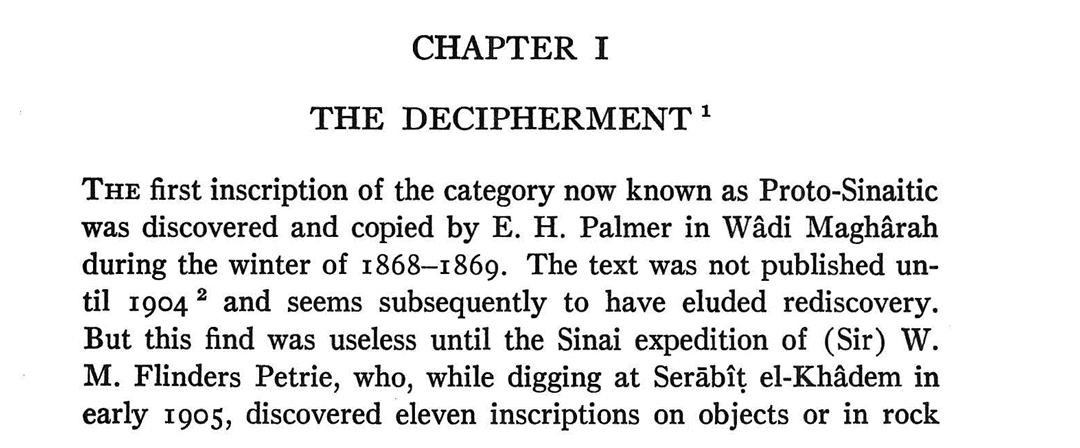 CHAPTER I
THE DECIPHERMENT ¹
THE first inscription of the category now known as Proto-Sinaitic
was discovered and copied by E. H. Palmer in Wâdi Maghârah
during the winter of 1868–1869. The text was not published un-
til 1904 ² and seems subsequently to have eluded rediscovery.
But this find was useless until the Sinai expedition of (Sir) W.
M. Flinders Petrie, who, while digging at Serābîṭ el-Khâdem in
early 1905, discovered eleven inscriptions on objects or in rock